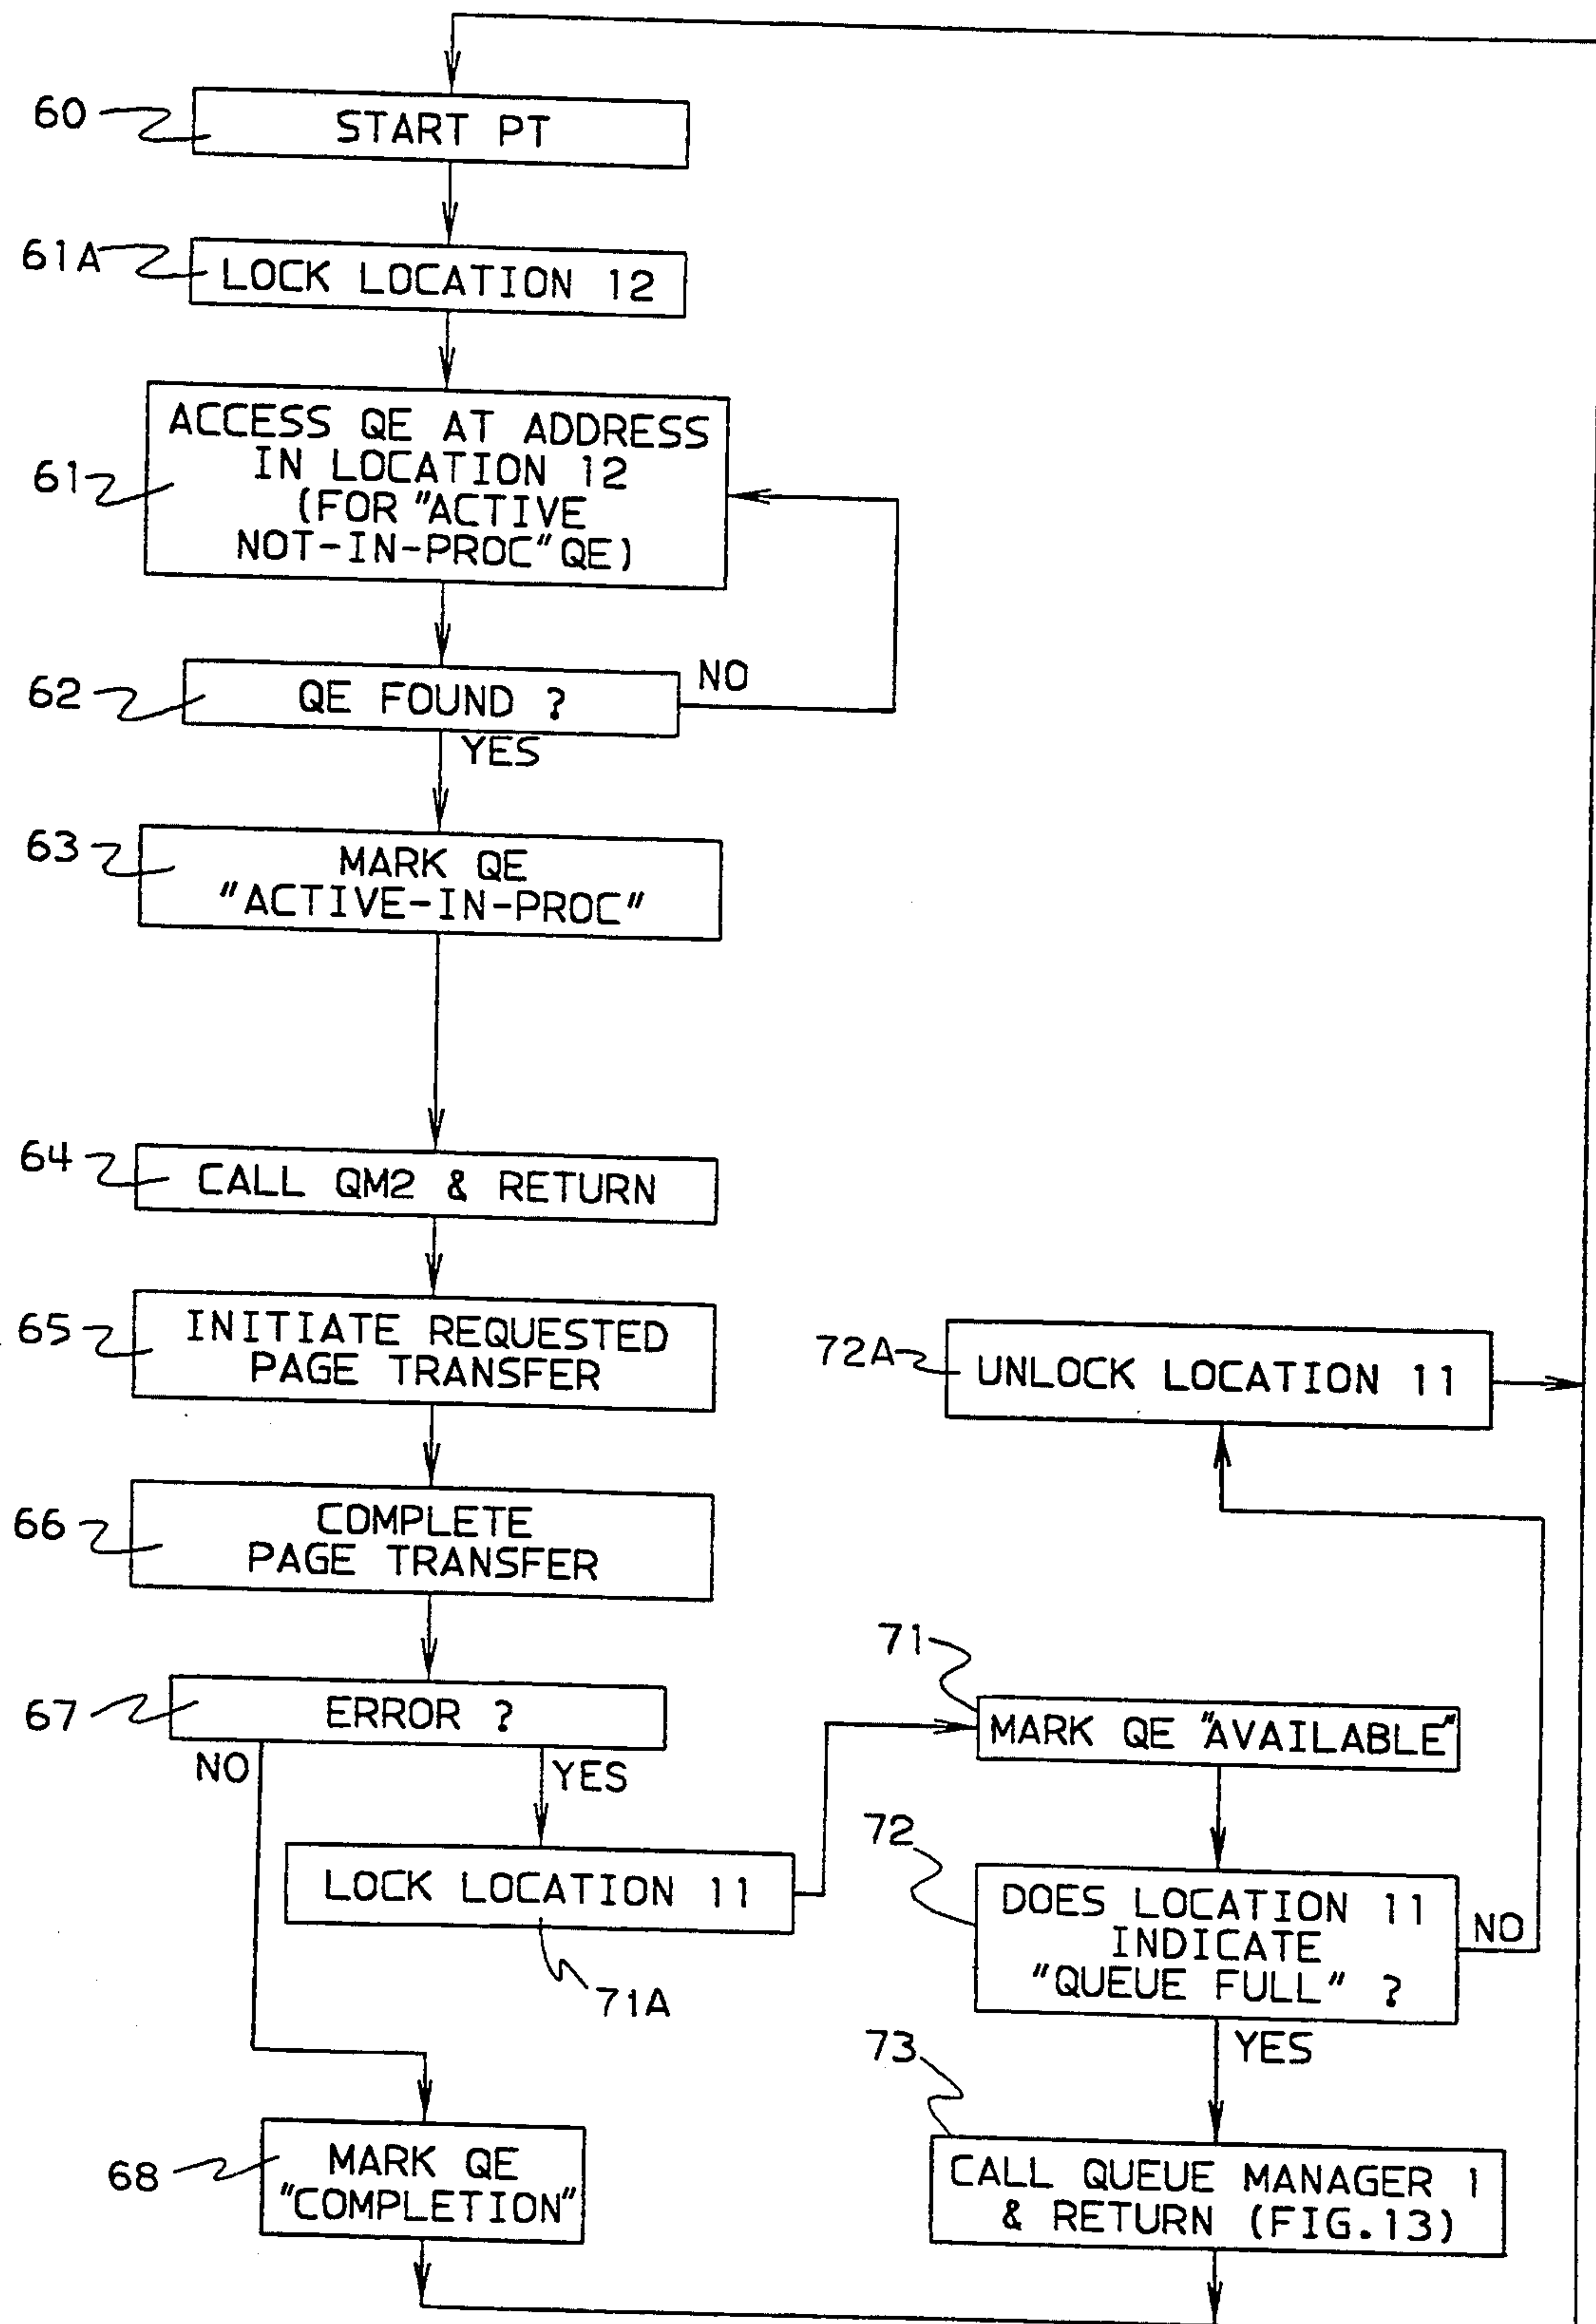 60
START PT
61A
LOCK LOCATION 12
61
ACCESS QE AT ADDRESS
IN LOCATION 12
(FOR "ACTIVE
NOT-IN-PROC" QE)
62
QE FOUND ?
NO
YES
63
MARK QE
"ACTIVE-IN-PROC"
64
CALL QM2 & RETURN
65
INITIATE REQUESTED
PAGE TRANSFER
72A
UNLOCK LOCATION 11
66
COMPLETE
PAGE TRANSFER
67
ERROR ?
NO
YES
71
MARK QE "AVAILABLE"
LOCK LOCATION 11
71A
72
DOES LOCATION 11
INDICATE
"QUEUE FULL" ?
NO
YES
68
MARK QE
"COMPLETION"
73
CALL QUEUE MANAGER 1
& RETURN (FIG.13)